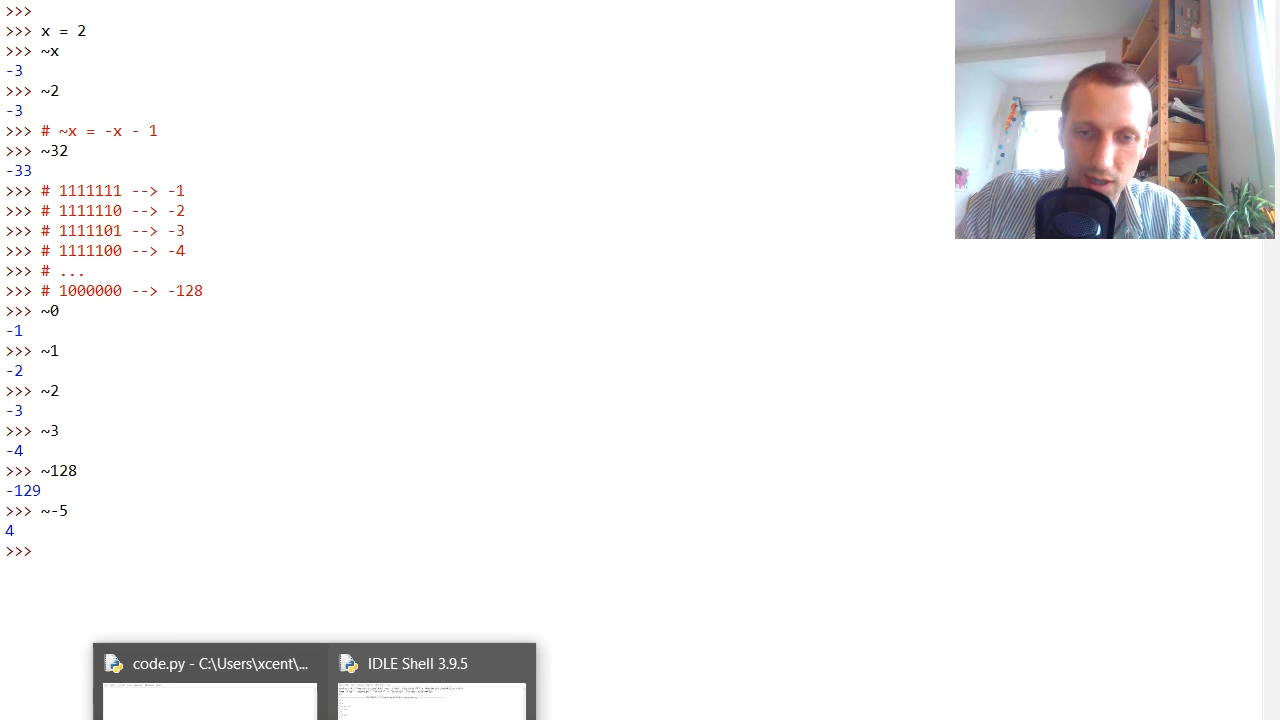 >>>
>>> x = 2
>>> ~x
-3
>>> ~2
-3
>>> # ~x = -x - 1
>>> ~32
-33
>>> # 1111111 --> -1
>>> # 1111110 --> -2
>>> # 1111101 --> -3
>>> # 1111100 --> -4
>>> # ...
>>> # 1000000 --> -128
>>> ~0
-1
>>> ~1
-2
>>> ~2
-3
>>> ~3
-4
>>> ~128
-129
>>> ~-5
4
>>>
code.py - C:\Users\xcent\...
IDLE Shell 3.9.5